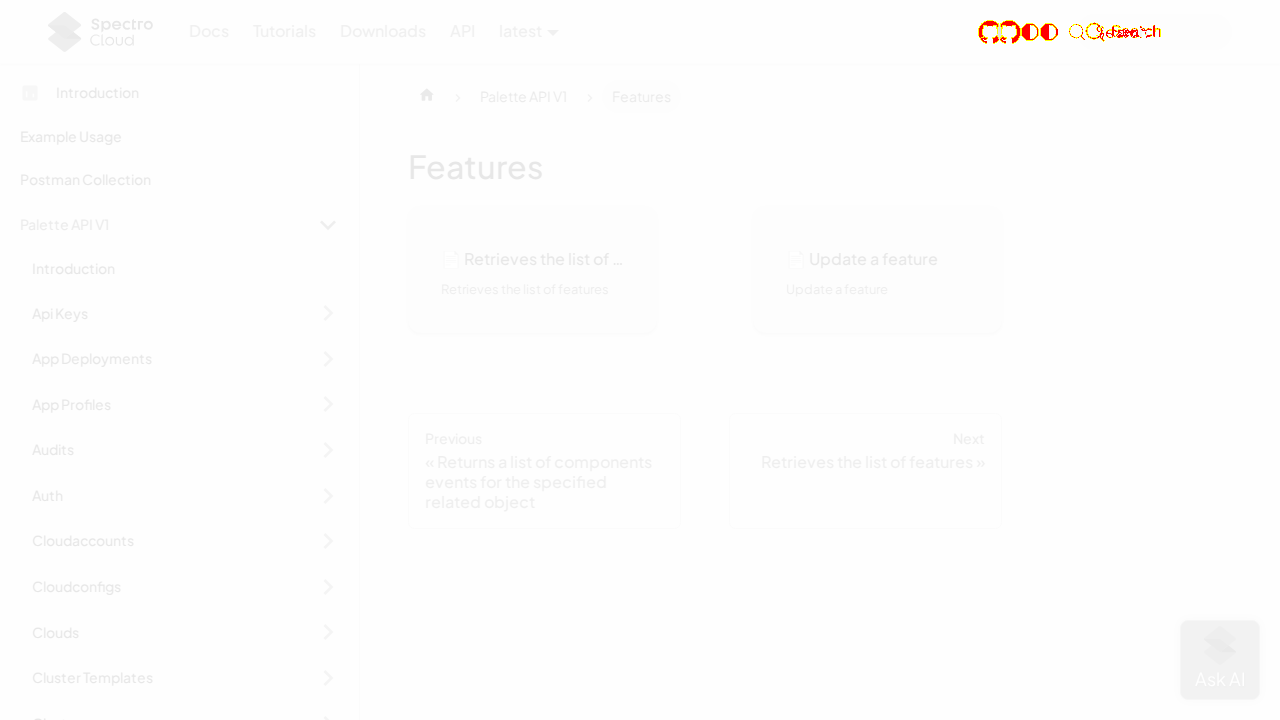 Spectro Cloud Docs Tutorials Downloads API latest Search
Introduction
Example Usage
Postman Collection
Palette API V1
Introduction
Api Keys
App Deployments
App Profiles
Audits
Auth
Cloudaccounts
Cloudconfigs
Clouds
Cluster Templates
Palette API V1
Features
Features
Retrieves the list of ...
Retrieves the list of features
Update a feature
Update a feature
Previous
« Returns a list of components
events for the specified
related object
Next
Retrieves the list of features »
Ask AI